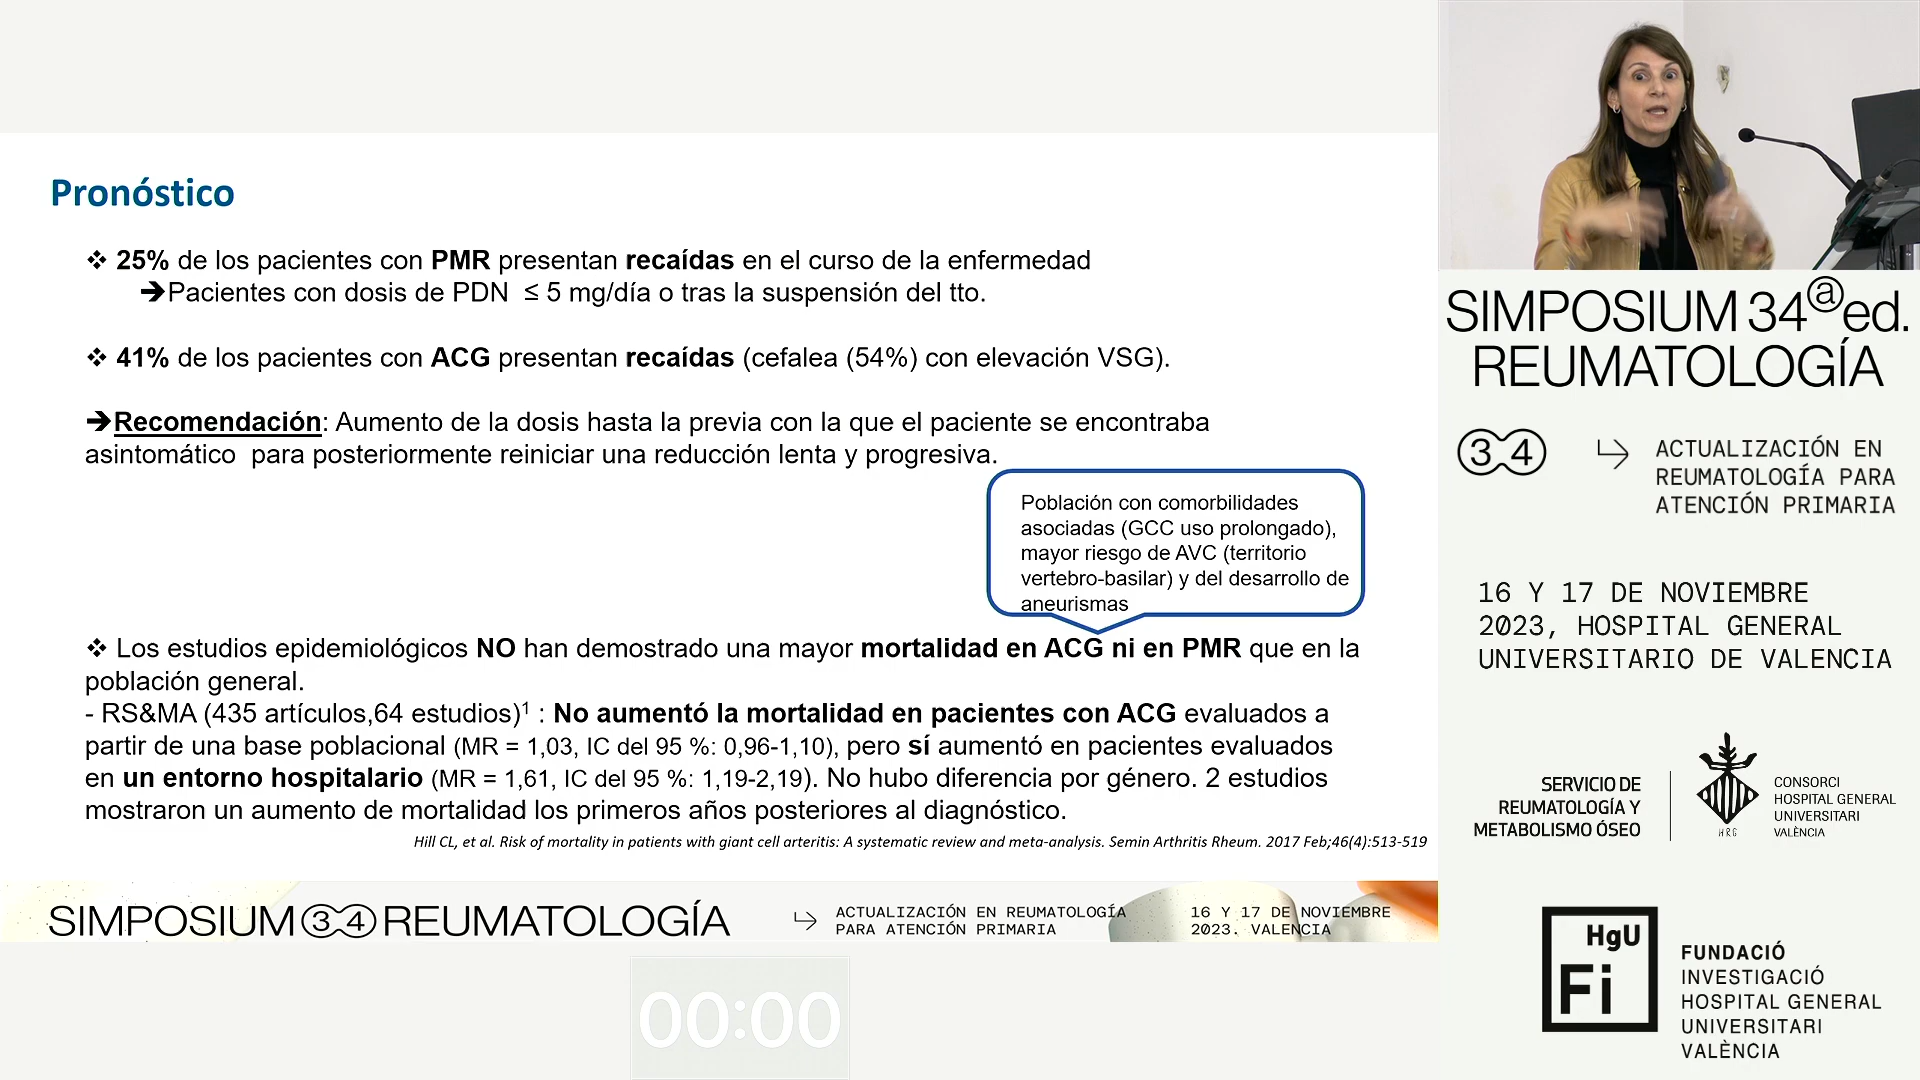 Pronóstico
❖ 25% de los pacientes con PMR presentan recaídas en el curso de la enfermedad
➔Pacientes con dosis de PDN ≤ 5 mg/día o tras la suspensión del tto.
❖ 41% de los pacientes con ACG presentan recaídas (cefalea (54%) con elevación VSG).
➔Recomendación: Aumento de la dosis hasta la previa con la que el paciente se encontraba
asintomático para posteriormente reiniciar una reducción lenta y progresiva.
Población con comorbilidades
asociadas (GCC uso prolongado),
mayor riesgo de AVC (territorio
vertebro-basilar) y del desarrollo de
aneurismas
❖ Los estudios epidemiológicos NO han demostrado una mayor mortalidad en ACG ni en PMR que en la
población general.
- RS&MA (435 artículos,64 estudios)¹ : No aumentó la mortalidad en pacientes con ACG evaluados a
partir de una base poblacional (MR = 1,03, IC del 95 %: 0,96-1,10), pero sí aumentó en pacientes evaluados
en un entorno hospitalario (MR = 1,61, IC del 95 %: 1,19-2,19). No hubo diferencia por género. 2 estudios
mostraron un aumento de mortalidad los primeros años posteriores al diagnóstico.
Hill CL, et al. Risk of mortality in patients with giant cell arteritis: A systematic review and meta-analysis. Semin Arthritis Rheum. 2017 Feb;46(4):513-519
SIMPOSIUM 34 REUMATOLOGÍA
ACTUALIZACIÓN EN REUMATOLOGÍA
PARA ATENCIÓN PRIMARIA
16 Y 17 DE NOVIEMBRE
2023. VALENCIA
00:00
SIMPOSIUM 34ªed.
REUMATOLOGÍA
34
ACTUALIZACIÓN EN
REUMATOLOGÍA PARA
ATENCIÓN PRIMARIA
16 Y 17 DE NOVIEMBRE
2023, HOSPITAL GENERAL
UNIVERSITARIO DE VALENCIA
SERVICIO DE
REUMATOLOGÍA Y
METABOLISMO ÓSEO
HRG
CONSORCI
HOSPITAL GENERAL
UNIVERSITARI
VALÈNCIA
HgU
Fi
FUNDACIÓ
INVESTIGACIÓ
HOSPITAL GENERAL
UNIVERSITARI
VALÈNCIA